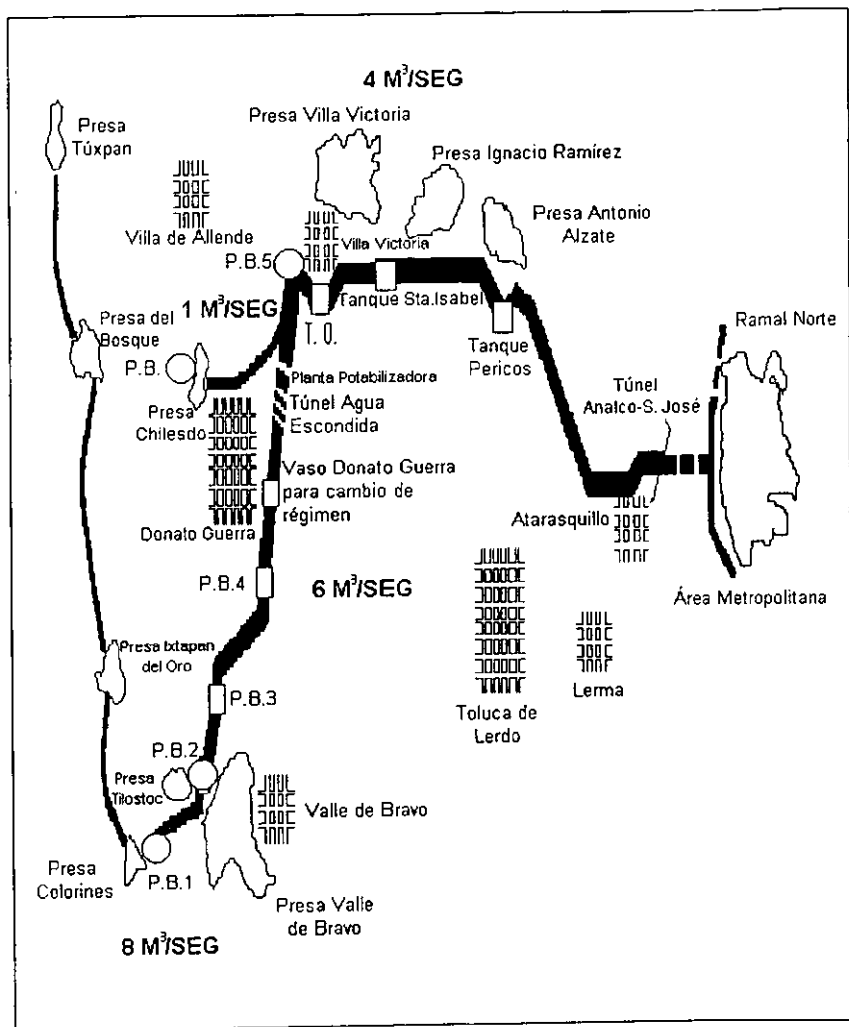 4 M³/SEG
Presa Villa Victoria
Presa
Túxpan
Presa Ignacio Ramírez
Presa Antonio
Alzate
Villa de Allende
Villa Victoria
P.B.5
Tanque Sta.Isabel
1 M³/SEG
T. O.
Tanque
Pericos
Ramal Norte
Presa del
Bosque
P.B.
Planta Potabilizadora
Túnel Agua
Escondida
Túnel
Analco-S. José
Presa
Chilesdo
Vaso Donato Guerra
para cambio de
régimen
Donato Guerra
Atarasquillo
P.B.4
6 M³/SEG
Área Metropolitana
Presa Ixtapan
del Oro
P.B.3
Toluca de
Lerdo
Lerma
P.B.2
Presa
Tilostoc
Valle de Bravo
Presa
Colorines
P.B.1
Presa Valle
de Bravo
8 M³/SEG